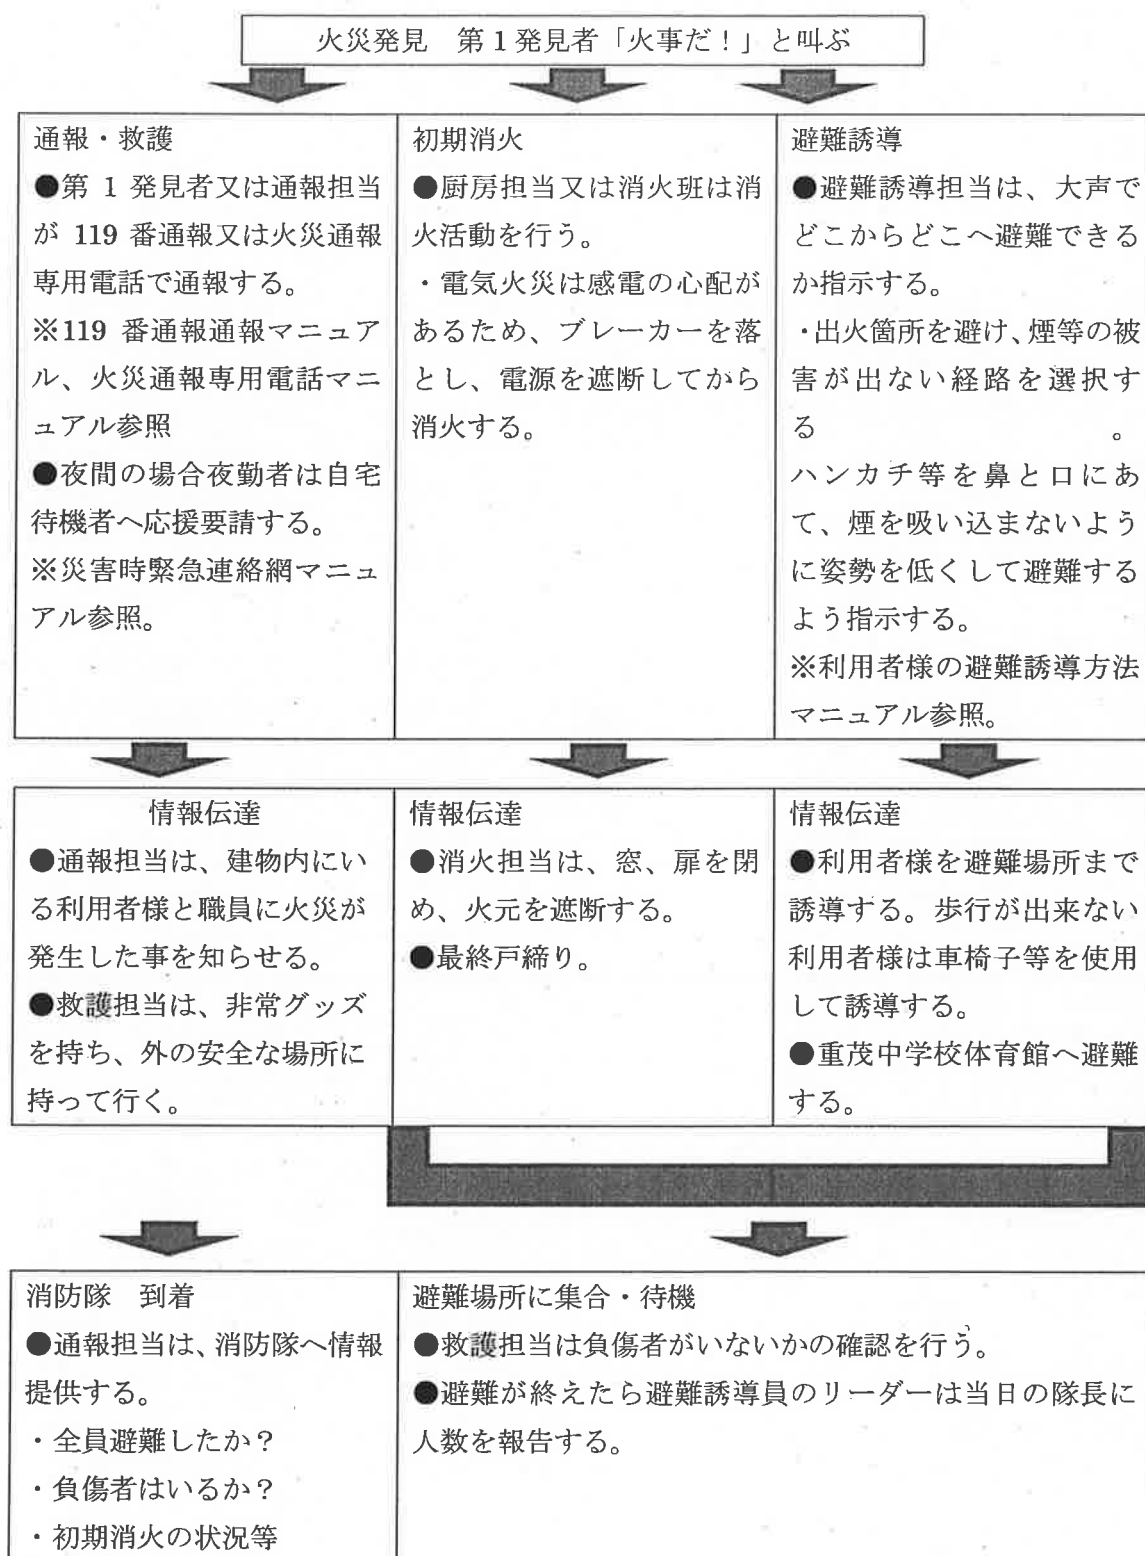 火災発見　第1発見者「火事だ！」と叫ぶ
通報・救護
●第 1 発見者又は通報担当
が 119 番通報又は火災通報
専用電話で通報する。
※119 番通報通報マニュア
ル、火災通報専用電話マニ
ュアル参照
●夜間の場合夜勤者は自宅
待機者へ応援要請する。
※災害時緊急連絡網マニュ
アル参照。
初期消火
●厨房担当又は消火班は消
火活動を行う。
・電気火災は感電の心配が
あるため、ブレーカーを落
とし、電源を遮断してから
消火する。
避難誘導
●避難誘導担当は、大声で
どこからどこへ避難できる
か指示する。
・出火箇所を避け、煙等の被
害が出ない経路を選択す
る。
ハンカチ等を鼻と口にあ
て、煙を吸い込まないよう
に姿勢を低くして避難する
よう指示する。
※利用者様の避難誘導方法
マニュアル参照。
情報伝達
●通報担当は、建物内にい
る利用者様と職員に火災が
発生した事を知らせる。
●救護担当は、非常グッズ
を持ち、外の安全な場所に
持って行く。
情報伝達
●消火担当は、窓、扉を閉
め、火元を遮断する。
●最終戸締り。
情報伝達
●利用者様を避難場所まで
誘導する。歩行が出来ない
利用者様は車椅子等を使用
して誘導する。
●重茂中学校体育館へ避難
する。
消防隊　到着
●通報担当は、消防隊へ情報
提供する。
・全員避難したか？
・負傷者はいるか？
・初期消火の状況等
避難場所に集合・待機
●救護担当は負傷者がいないかの確認を行う。
●避難が終えたら避難誘導員のリーダーは当日の隊長に
人数を報告する。